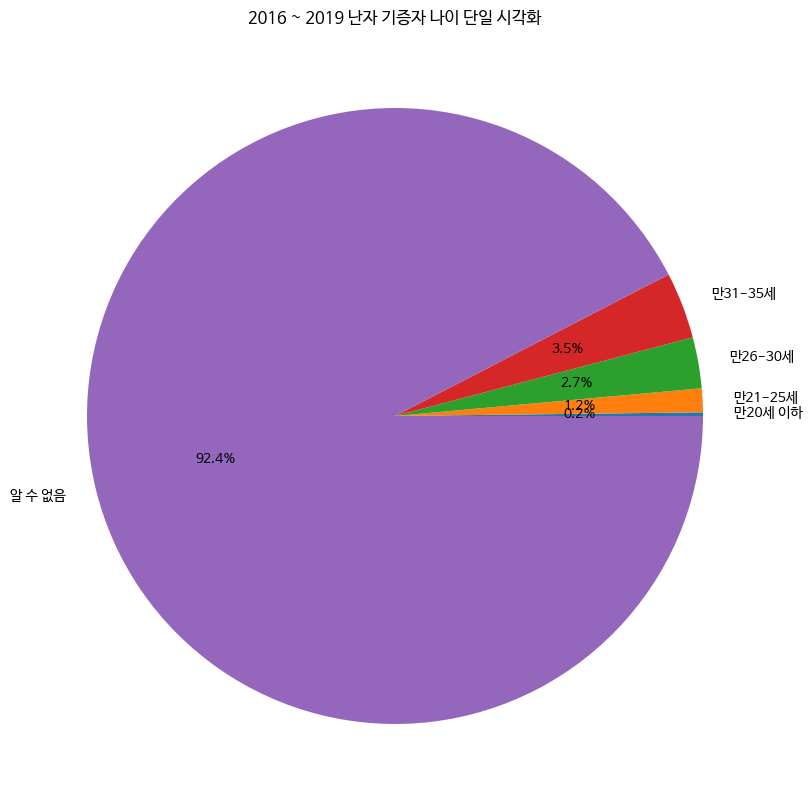 2016 ~ 2019 난자 기증자 나이 단일 시각화
만31-35세
3.5%
만26-30세
2.7%
만21-25세
1.2%
만20세 이하
0.2%
92.4%
알 수 없음